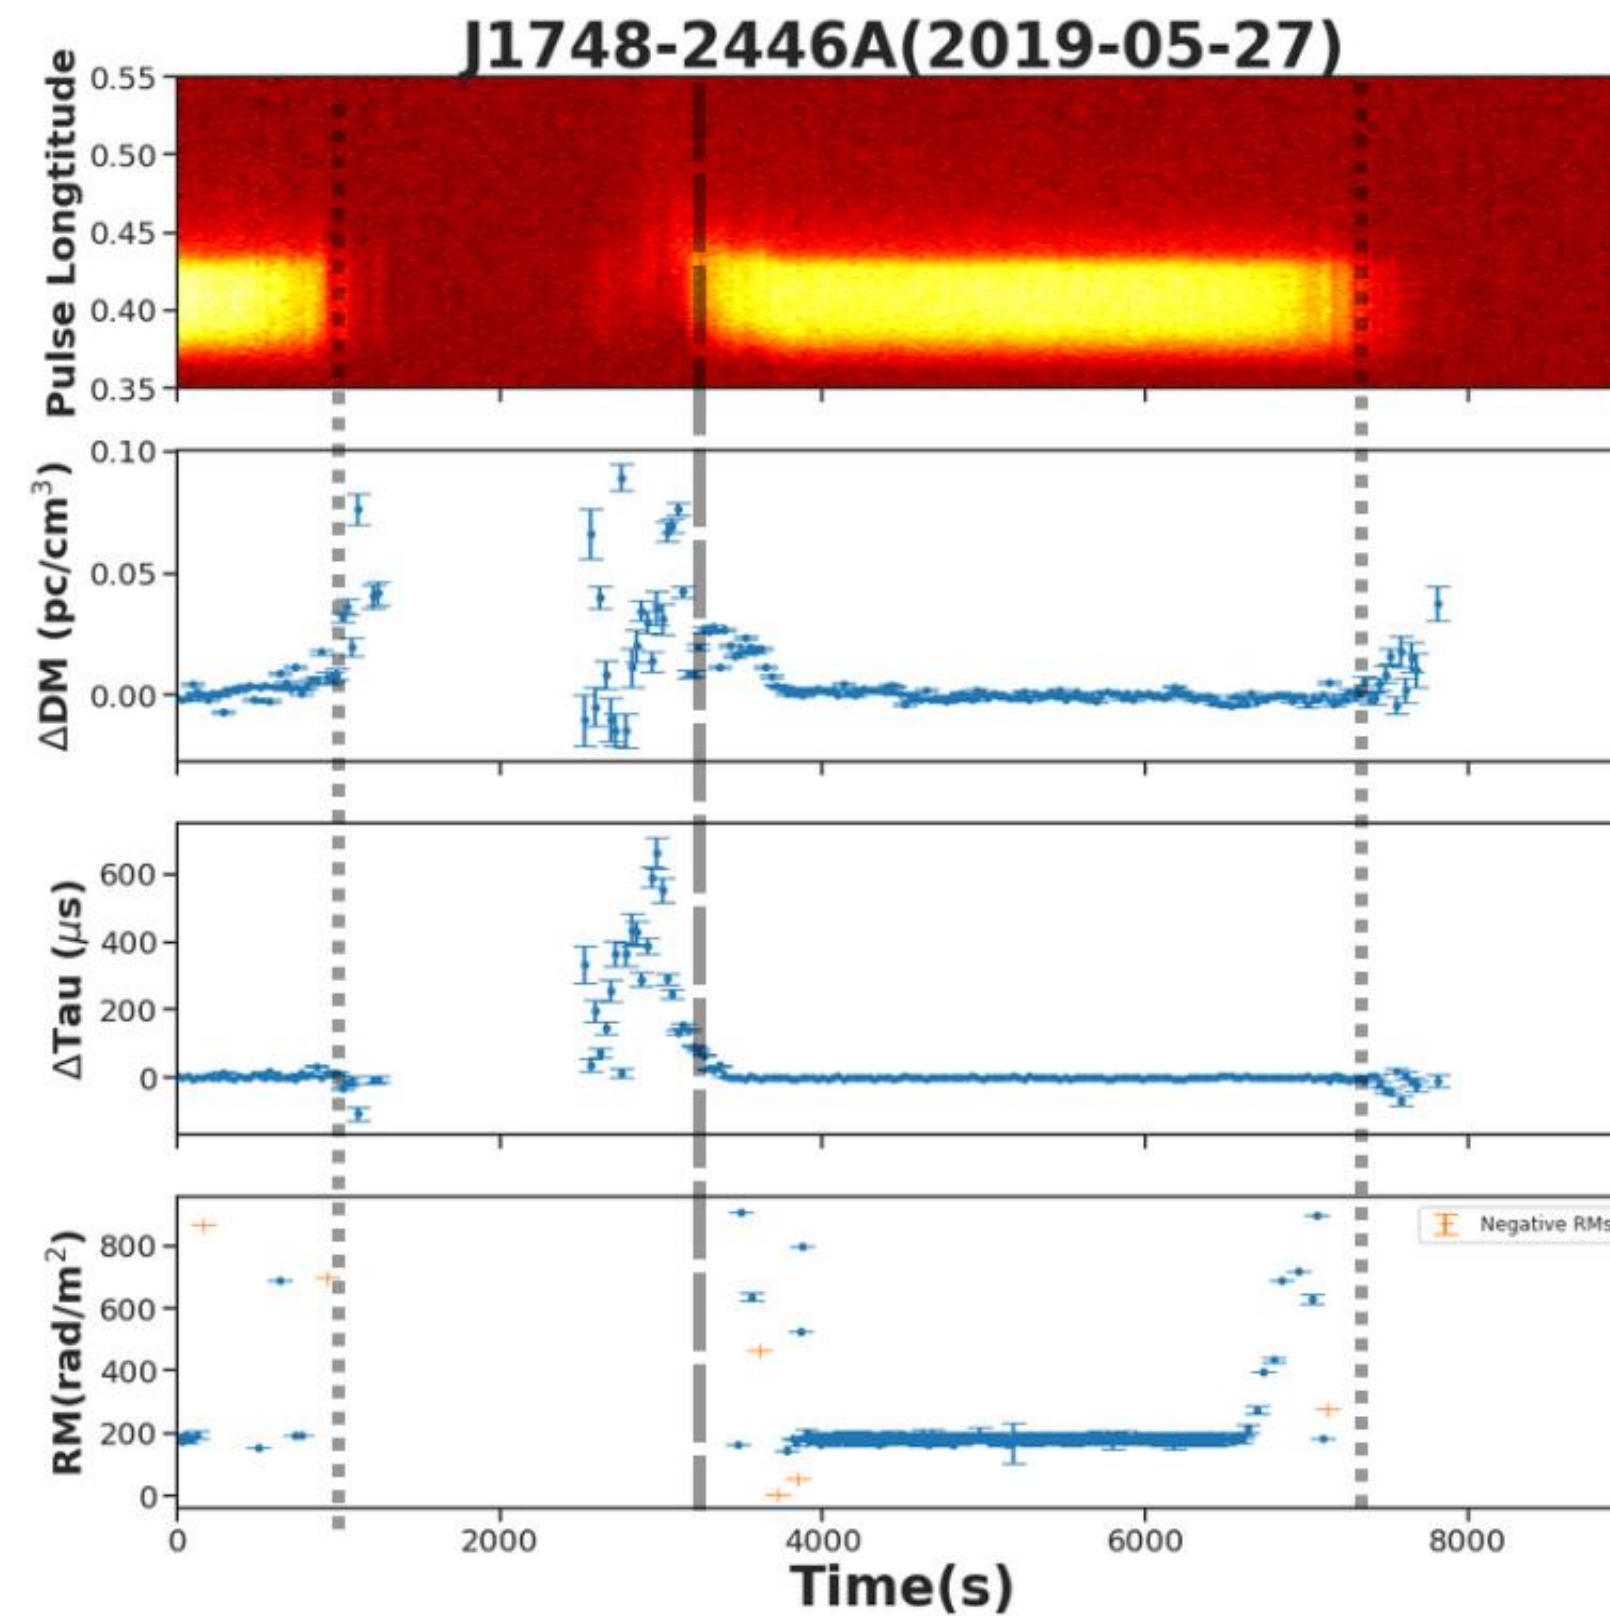 J1748-2446A(2019-05-27)
Pulse Longtitude
0.55
0.50
0.45
0.40
0.35
ΔDM (pc/cm³)
0.10
0.05
0.00
ΔTau (μs)
600
400
200
0
RM(rad/m²)
800
600
400
200
0
Negative RMs
0 2000 4000 6000 8000
Time(s)